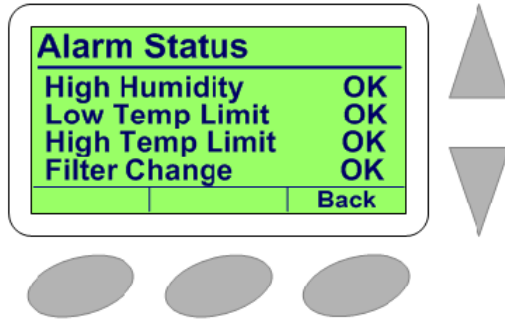 Alarm Status
High Humidity OK
Low Temp Limit OK
High Temp Limit OK
Filter Change OK
Back